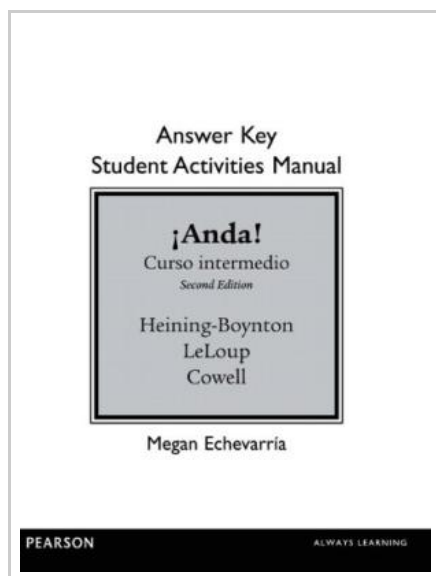 Answer Key
Student Activities Manual
¡Anda!
Curso intermedio
Second Edition
Heining-Boynton
LeLoup
Cowell
Megan Echevarría
PEARSON
ALWAYS LEARNING